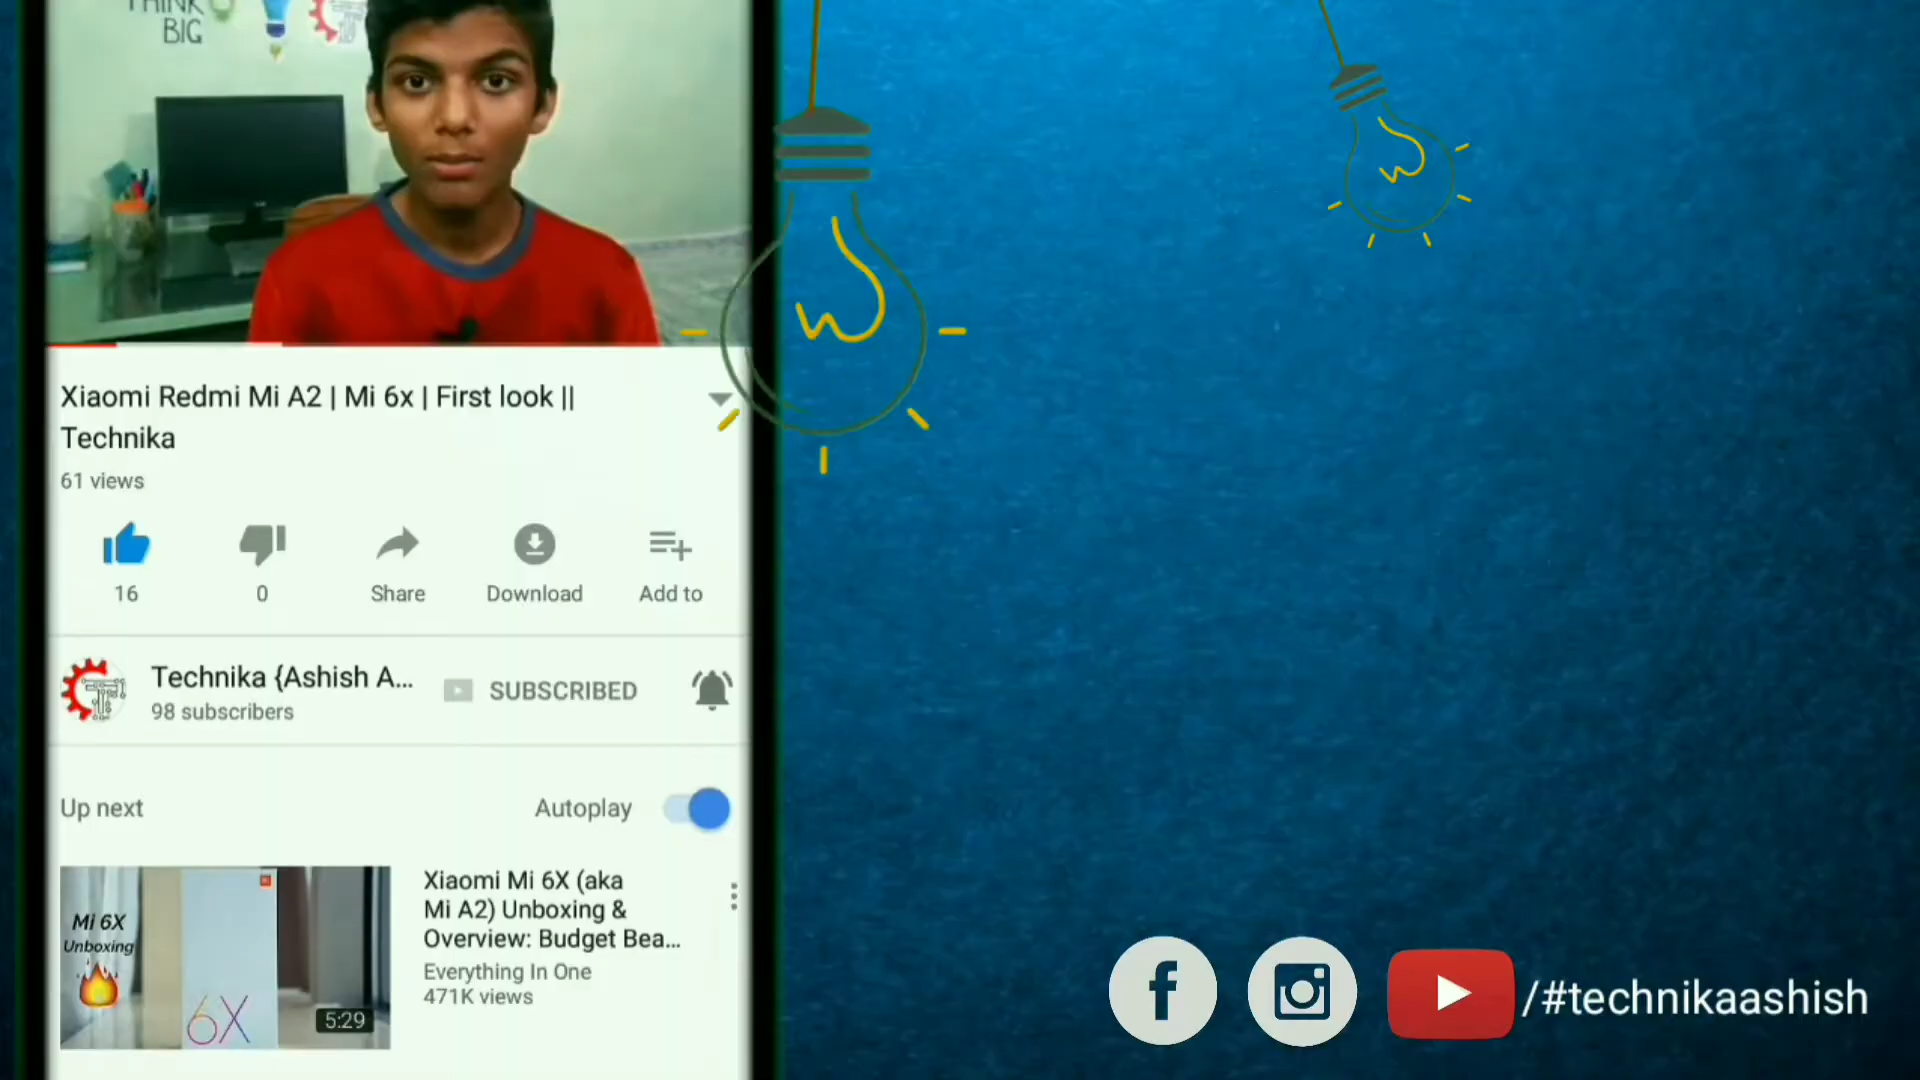 THINK
BIG
Xiaomi Redmi Mi A2 | Mi 6x | First look ||
Technika
61 views
16
0
Share
Download
Add to
Technika {Ashish A...
98 subscribers
SUBSCRIBED
Up next
Autoplay
Mi 6X
Unboxing
6X
5:29
Xiaomi Mi 6X (aka
Mi A2) Unboxing &
Overview: Budget Bea...
Everything In One
471K views
/#technikaashish